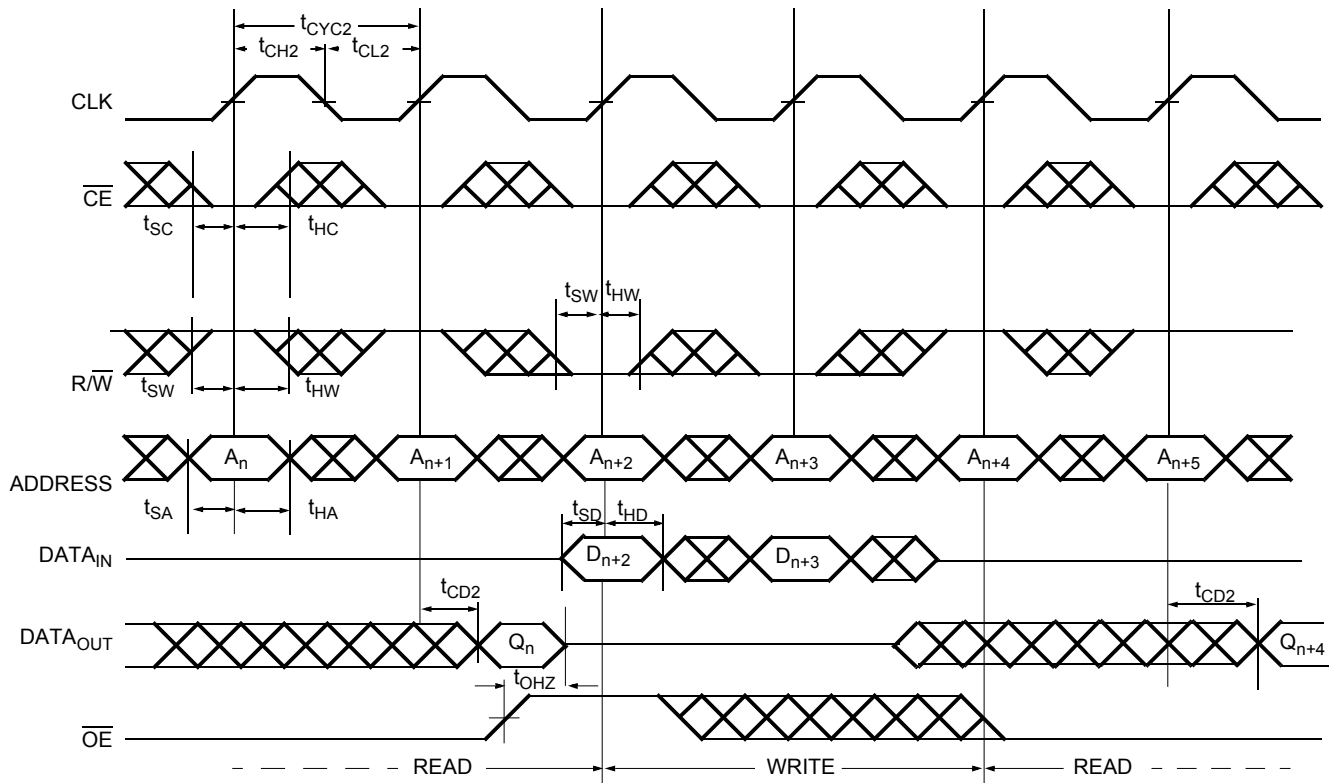 tCYC2
tCH2 tCL2
CLK
CE
tSC tHC
tSW tHW
R/W
tSW tHW
An An+1 An+2 An+3 An+4 An+5
ADDRESS
tSA tHA
tSD tHD
DATAIN Dn+2 Dn+3
tCD2 tCD2
DATAOUT Qn Qn+4
tOHZ
OE
READ WRITE READ